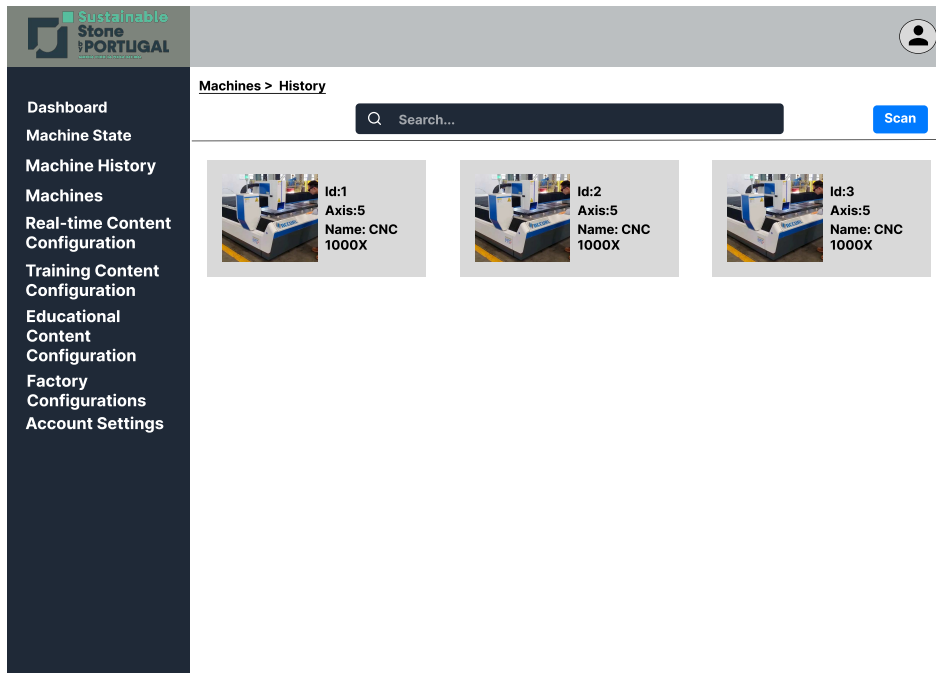 Sustainable
Stone
BY PORTUGAL
Machines > History
Search...
Scan
Dashboard
Machine State
Machine History
Machines
Real-time Content
Configuration
Training Content
Configuration
Educational
Content
Configuration
Factory
Configurations
Account Settings
Id:1
Axis:5
Name: CNC
1000X
Id:2
Axis:5
Name: CNC
1000X
Id:3
Axis:5
Name: CNC
1000X